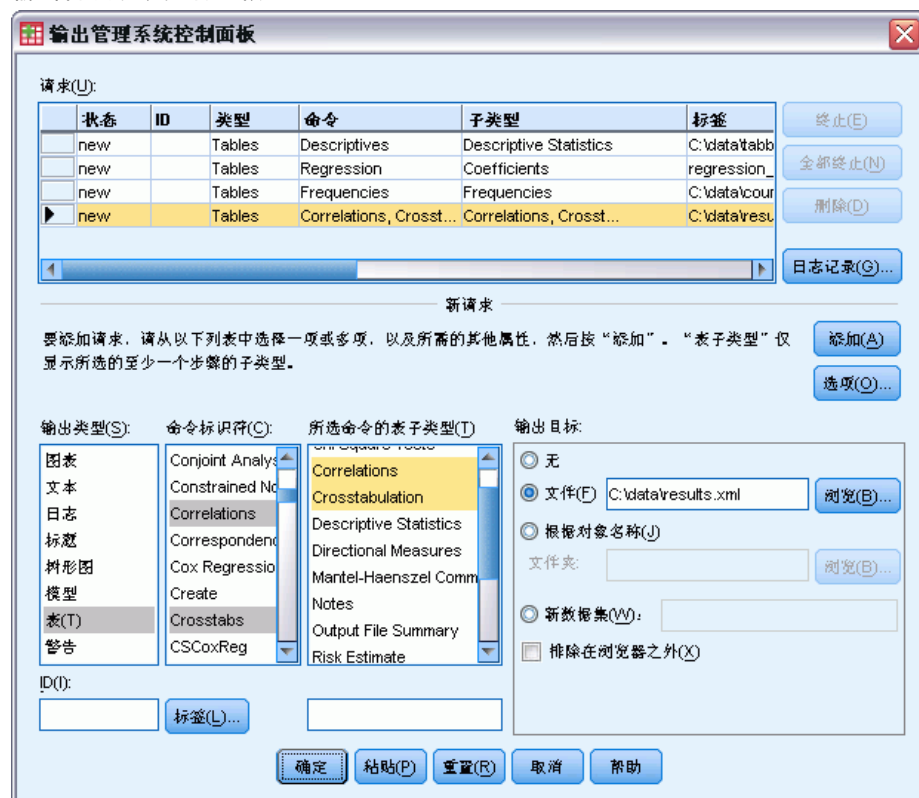 输出管理系统控制面板
请求(U):
状态 ID 类型 命令 子类型 标签
new Tables Descriptives Descriptive Statistics C:\data\tabb
new Tables Regression Coefficients regression_
new Tables Frequencies Frequencies C:\data\cour
new Tables Correlations, Crosst... Correlations, Crosst... C:\data\resu
终止(E)
全部终止(N)
删除(D)
日志记录(G)...
新请求
要添加请求，请从以下列表中选择一项或多项，以及所需的其他属性，然后按“添加”。“表子类型”仅
显示所选的至少一个步骤的子类型。
添加(A)
选项(O)...
输出类型(S):
图表
文本
日志
标题
树形图
模型
表(T)
警告
命令标识符(C):
Conjoint Analys
Constrained No
Correlations
Correspondenc
Cox Regressio
Create
Crosstabs
CSCoxReg
所选命令的表子类型(T)
Chi-Square Tests
Correlations
Crosstabulation
Descriptive Statistics
Directional Measures
Mantel-Haenszel Comm
Notes
Output File Summary
Risk Estimate
输出目标:
无
文件(F) C:\data\results.xml 浏览(B)...
根据对象名称(J)
文件夹: 浏览(B)...
新数据集(W):
排除在浏览器之外(X)
ID(I):
标签(L)...
确定 粘贴(P) 重置(R) 取消 帮助